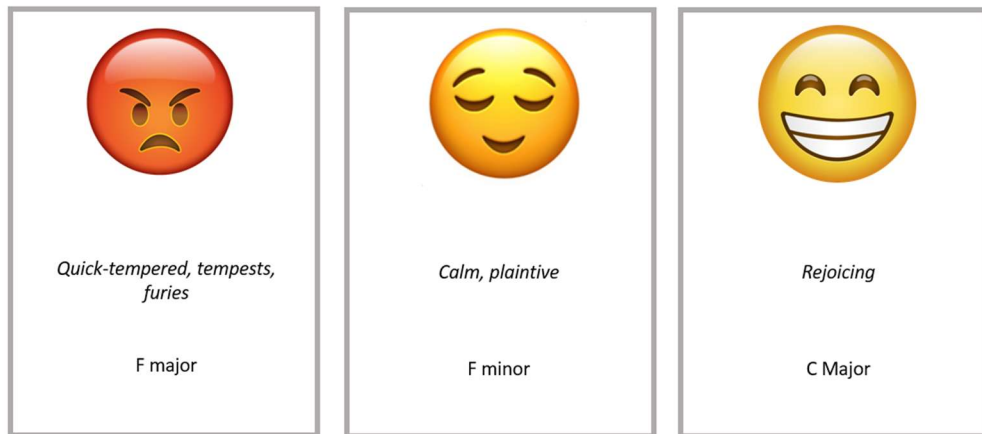 Quick-tempered, tempests,
furies
F major
Calm, plaintive
F minor
Rejoicing
C Major